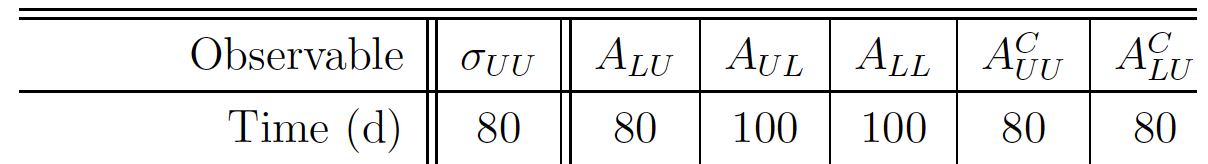 Observable σ_UU A_LU A_UL A_LL A^C_UU A^C_LU
Time (d) 80 80 100 100 80 80